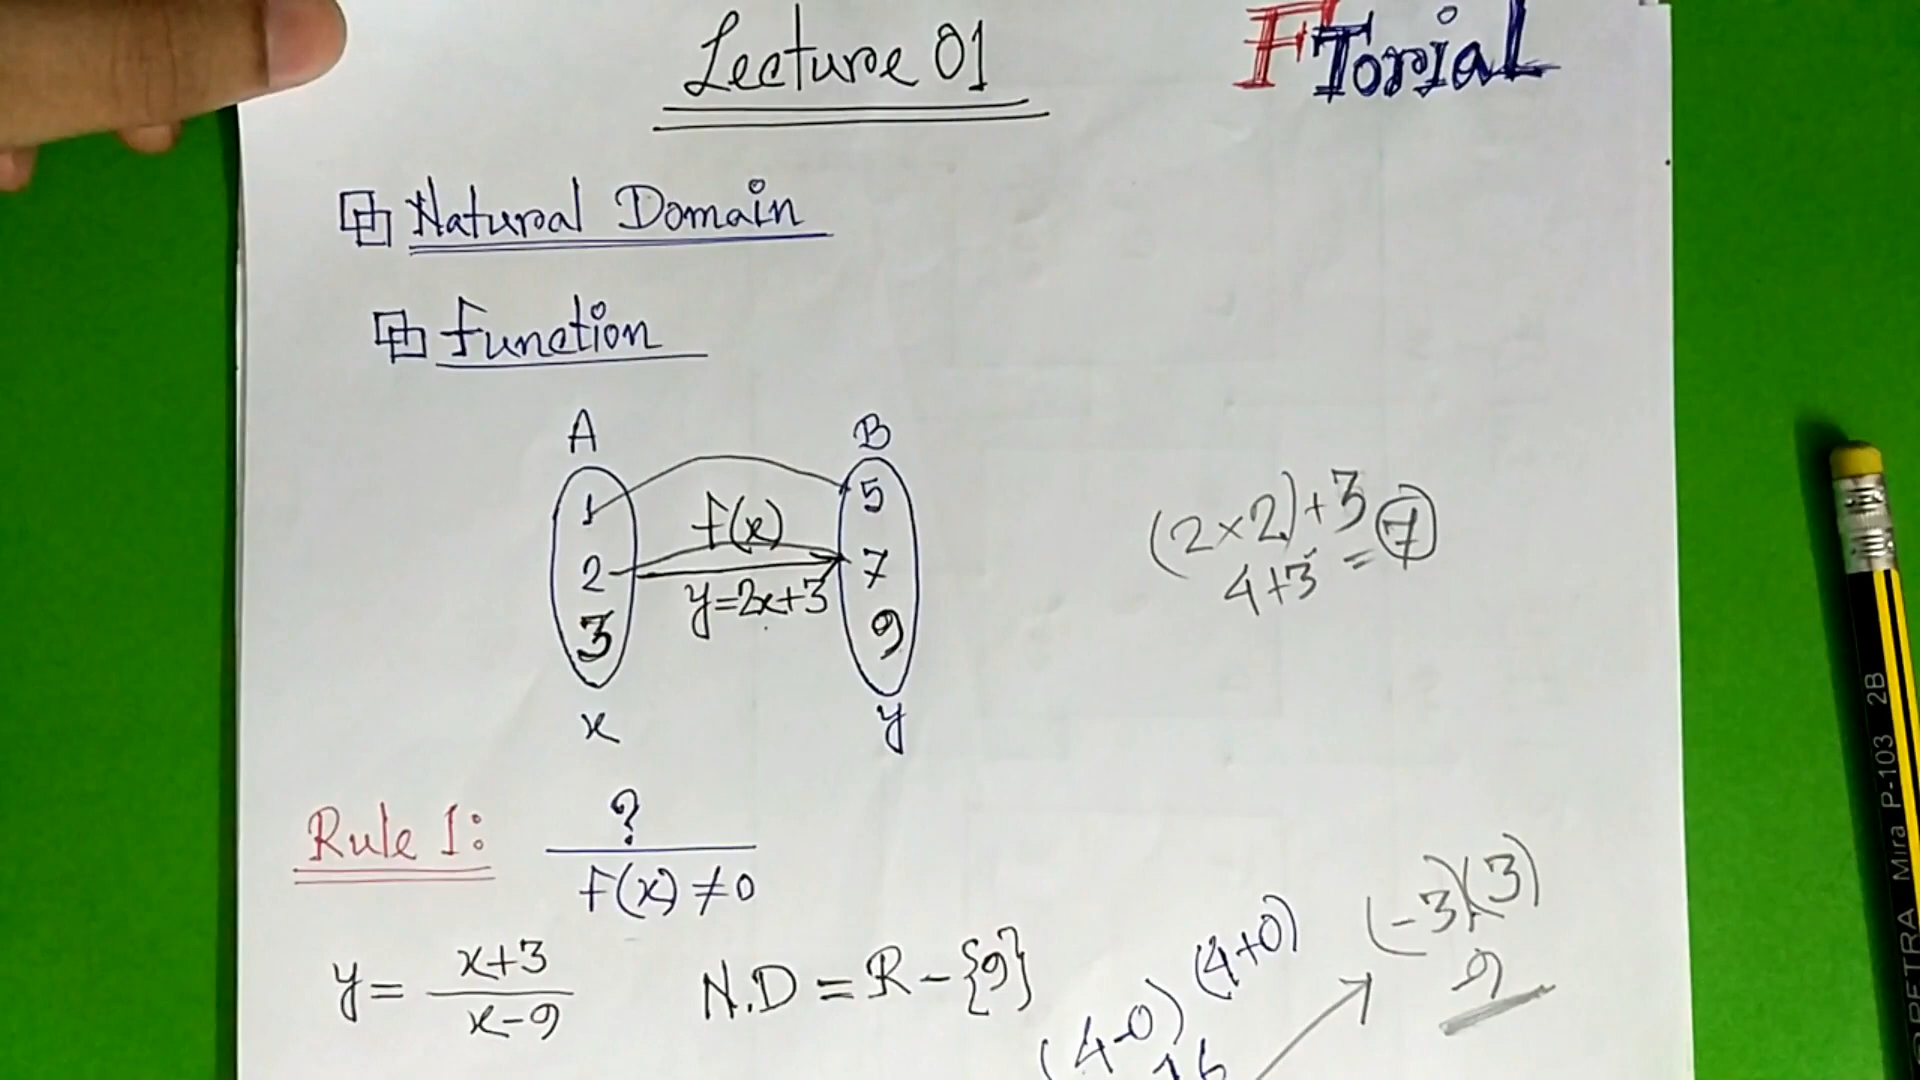 Lecture 01
FTorial
Natural Domain
function
A B
1 5
f(x)
2 7
y=2x+3
3 9
x y
(2×2)+3
4+3 = 7
Rule 1: ?
f(x) ≠ 0
y = x+3
x-9
N.D = R - {9}
(4-0) (4+0)
16
(-3)(3)
9
Mira P-103 2B